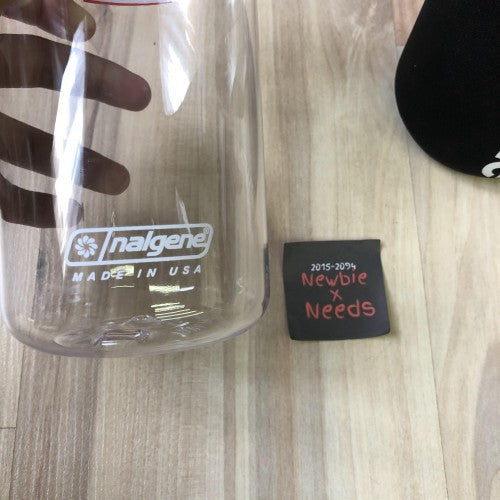 nalgene®
MADE IN USA
2015-2094
Newbie
x
Needs